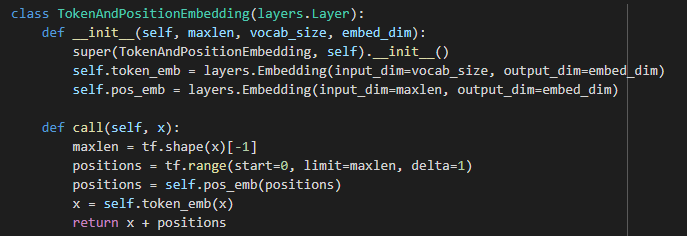 class TokenAndPositionEmbedding(layers.Layer):
    def __init__(self, maxlen, vocab_size, embed_dim):
        super(TokenAndPositionEmbedding, self).__init__()
        self.token_emb = layers.Embedding(input_dim=vocab_size, output_dim=embed_dim)
        self.pos_emb = layers.Embedding(input_dim=maxlen, output_dim=embed_dim)
    def call(self, x):
        maxlen = tf.shape(x)[-1]
        positions = tf.range(start=0, limit=maxlen, delta=1)
        positions = self.pos_emb(positions)
        x = self.token_emb(x)
        return x + positions